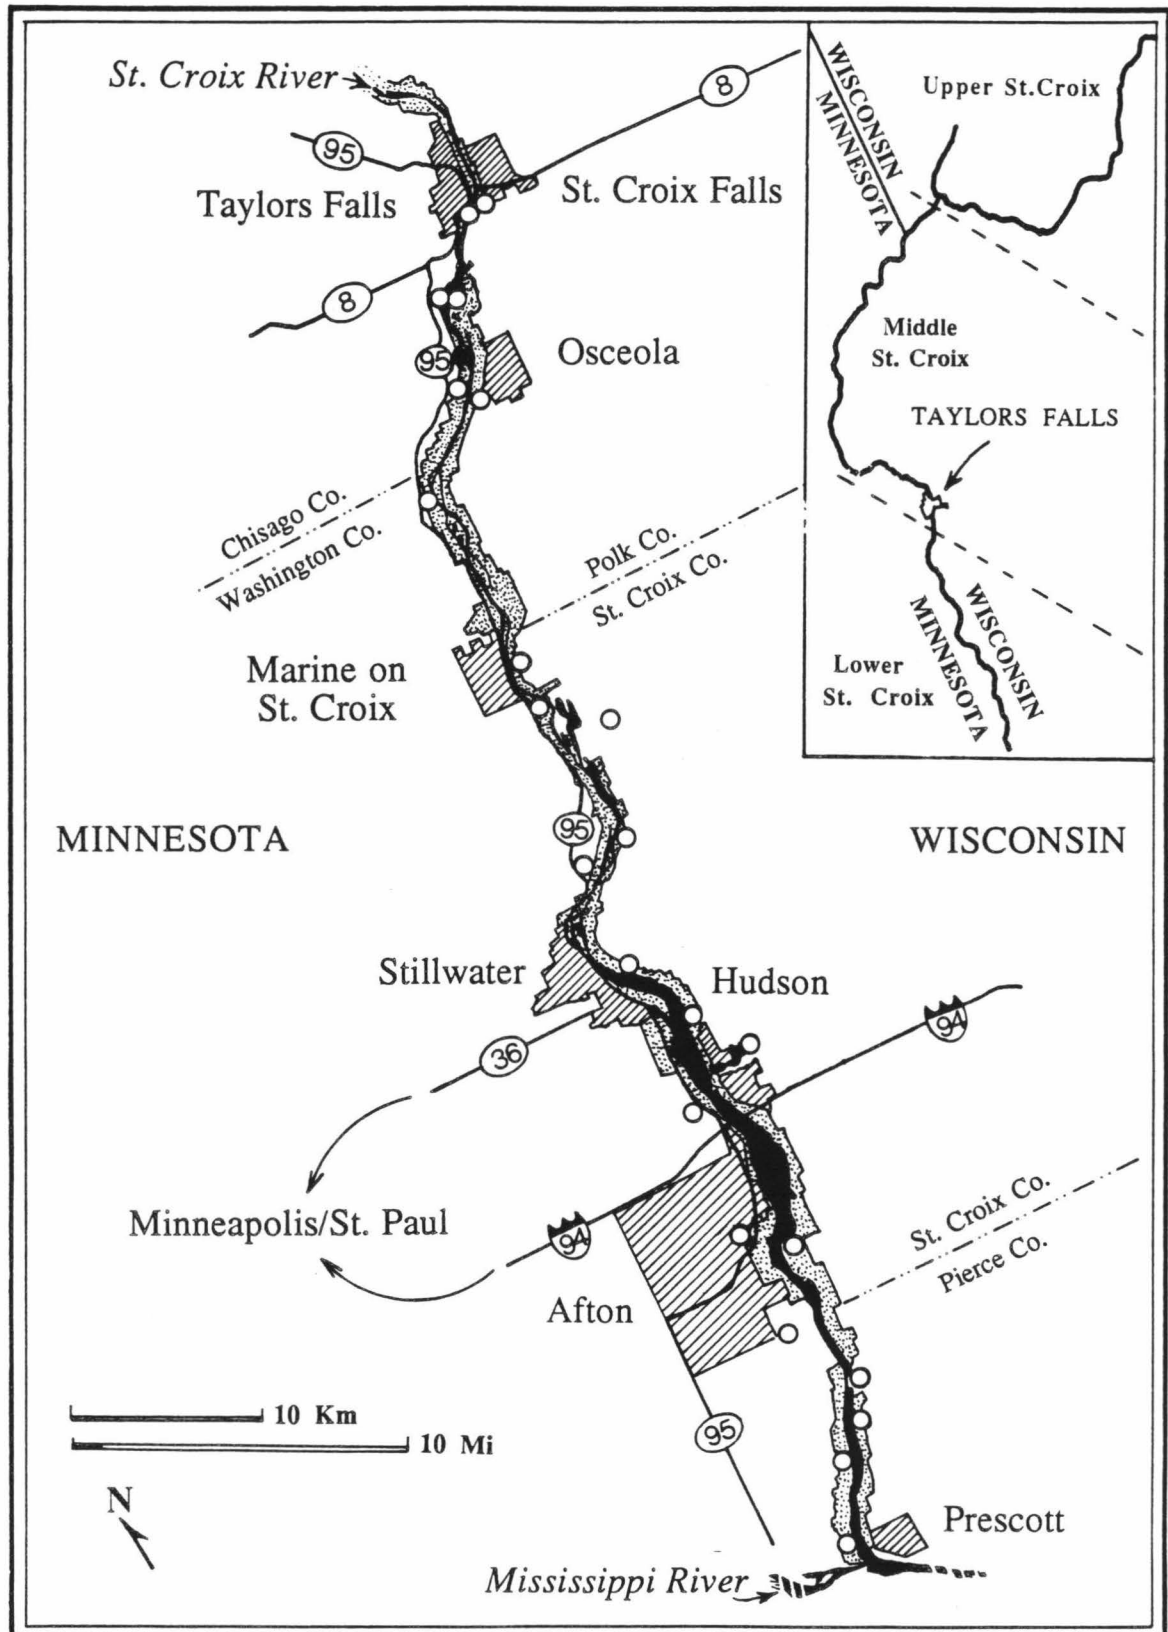 St. Croix River
8
95
Taylors Falls
St. Croix Falls
8
95
Osceola
Chisago Co.
Washington Co.
Polk Co.
St. Croix Co.
Marine on
St. Croix
MINNESOTA
95
WISCONSIN
Stillwater
Hudson
94
36
Minneapolis/St. Paul
94
St. Croix Co.
Pierce Co.
Afton
10 Km
10 Mi
95
N
Prescott
Mississippi River
WISCONSIN
MINNESOTA
Upper St.Croix
Middle
St. Croix
TAYLORS FALLS
Lower
St. Croix
WISCONSIN
MINNESOTA